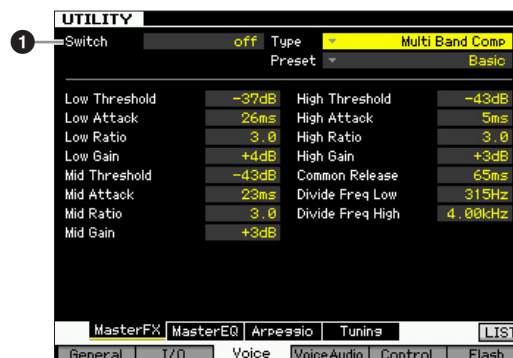 UTILITY
1 Switch off Type Multi Band Comp
Preset Basic
Low Threshold -37dB High Threshold -43dB
Low Attack 26ms High Attack 5ms
Low Ratio 3.0 High Ratio 3.0
Low Gain +4dB High Gain +3dB
Mid Threshold -43dB Common Release 65ms
Mid Attack 23ms Divide Freq Low 315Hz
Mid Ratio 3.0 Divide Freq High 4.00kHz
Mid Gain +3dB
MasterFX MasterEQ Arpeggio Tuning LIST
General I/O Voice VoiceAudio Control Flash